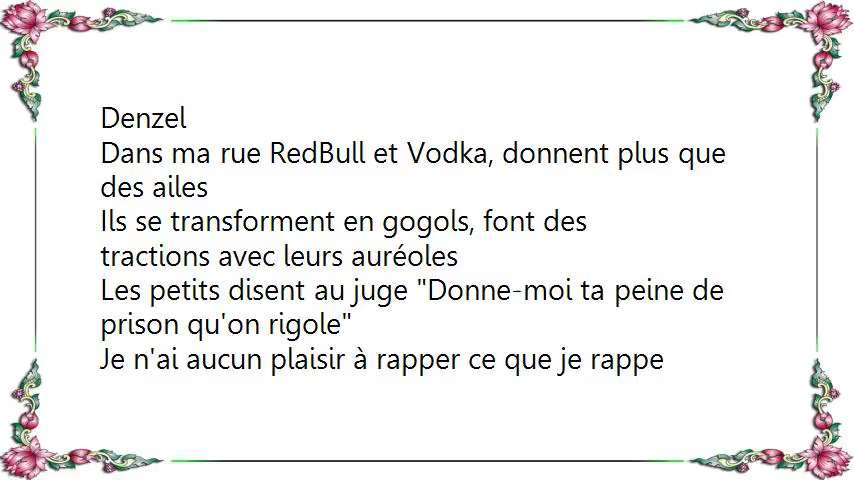 Denzel
Dans ma rue RedBull et Vodka, donnent plus que
des ailes
Ils se transforment en gogols, font des
tractions avec leurs auréoles
Les petits disent au juge "Donne-moi ta peine de
prison qu'on rigole"
Je n'ai aucun plaisir à rapper ce que je rappe